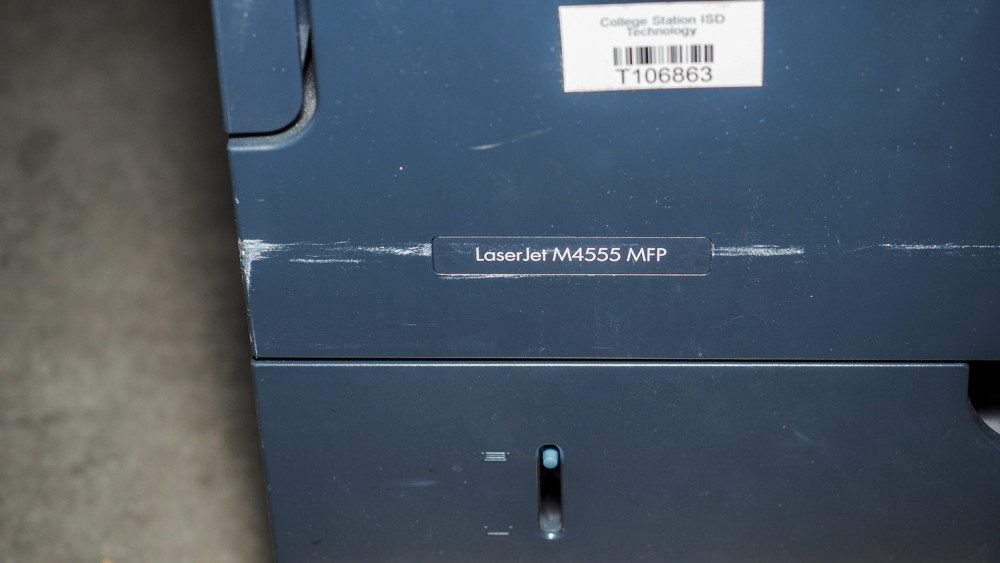 College Station ISD
Technology
T106863
LaserJet M4555 MFP